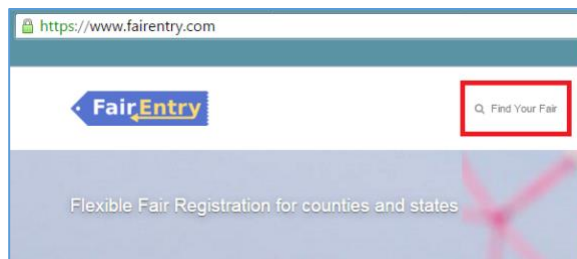 https://www.fairentry.com
FairEntry
Find Your Fair
Flexible Fair Registration for counties and states